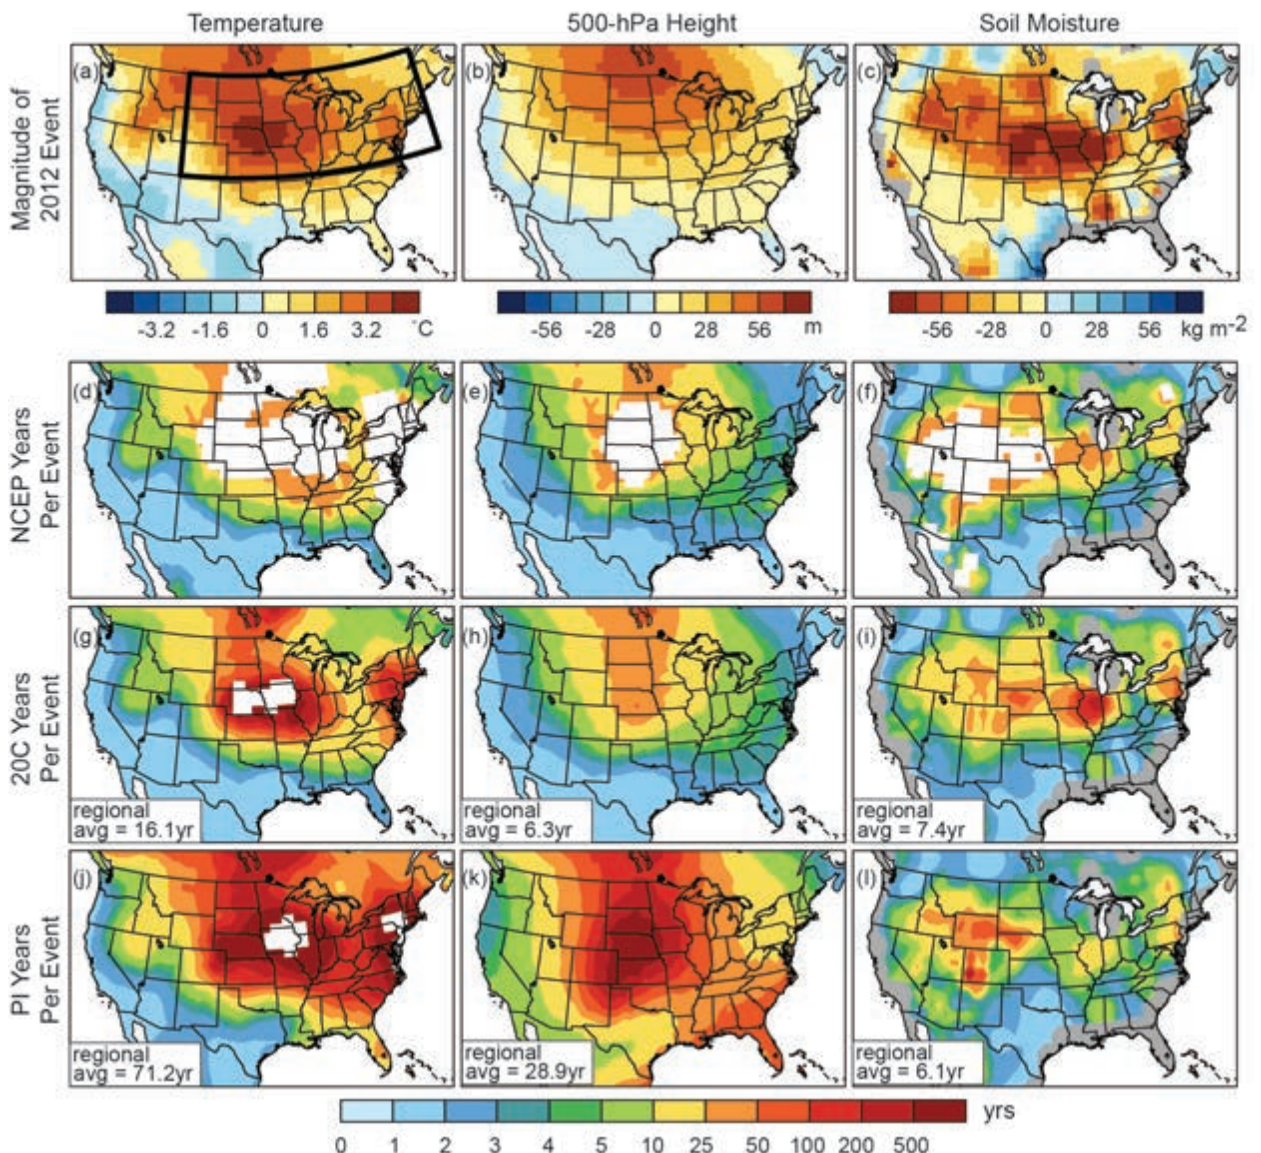 Temperature 500-hPa Height Soil Moisture
Magnitude of
2012 Event
(a) (b) (c)
-3.2 -1.6 0 1.6 3.2 °C
-56 -28 0 28 56 m
-56 -28 0 28 56 kg m-2
NCEP Years
Per Event
(d) (e) (f)
20C Years
Per Event
(g) (h) (i)
regional
avg = 16.1yr
regional
avg = 6.3yr
regional
avg = 7.4yr
PI Years
Per Event
(j) (k) (l)
regional
avg = 71.2yr
regional
avg = 28.9yr
regional
avg = 6.1yr
yrs
0 1 2 3 4 5 10 25 50 100 200 500